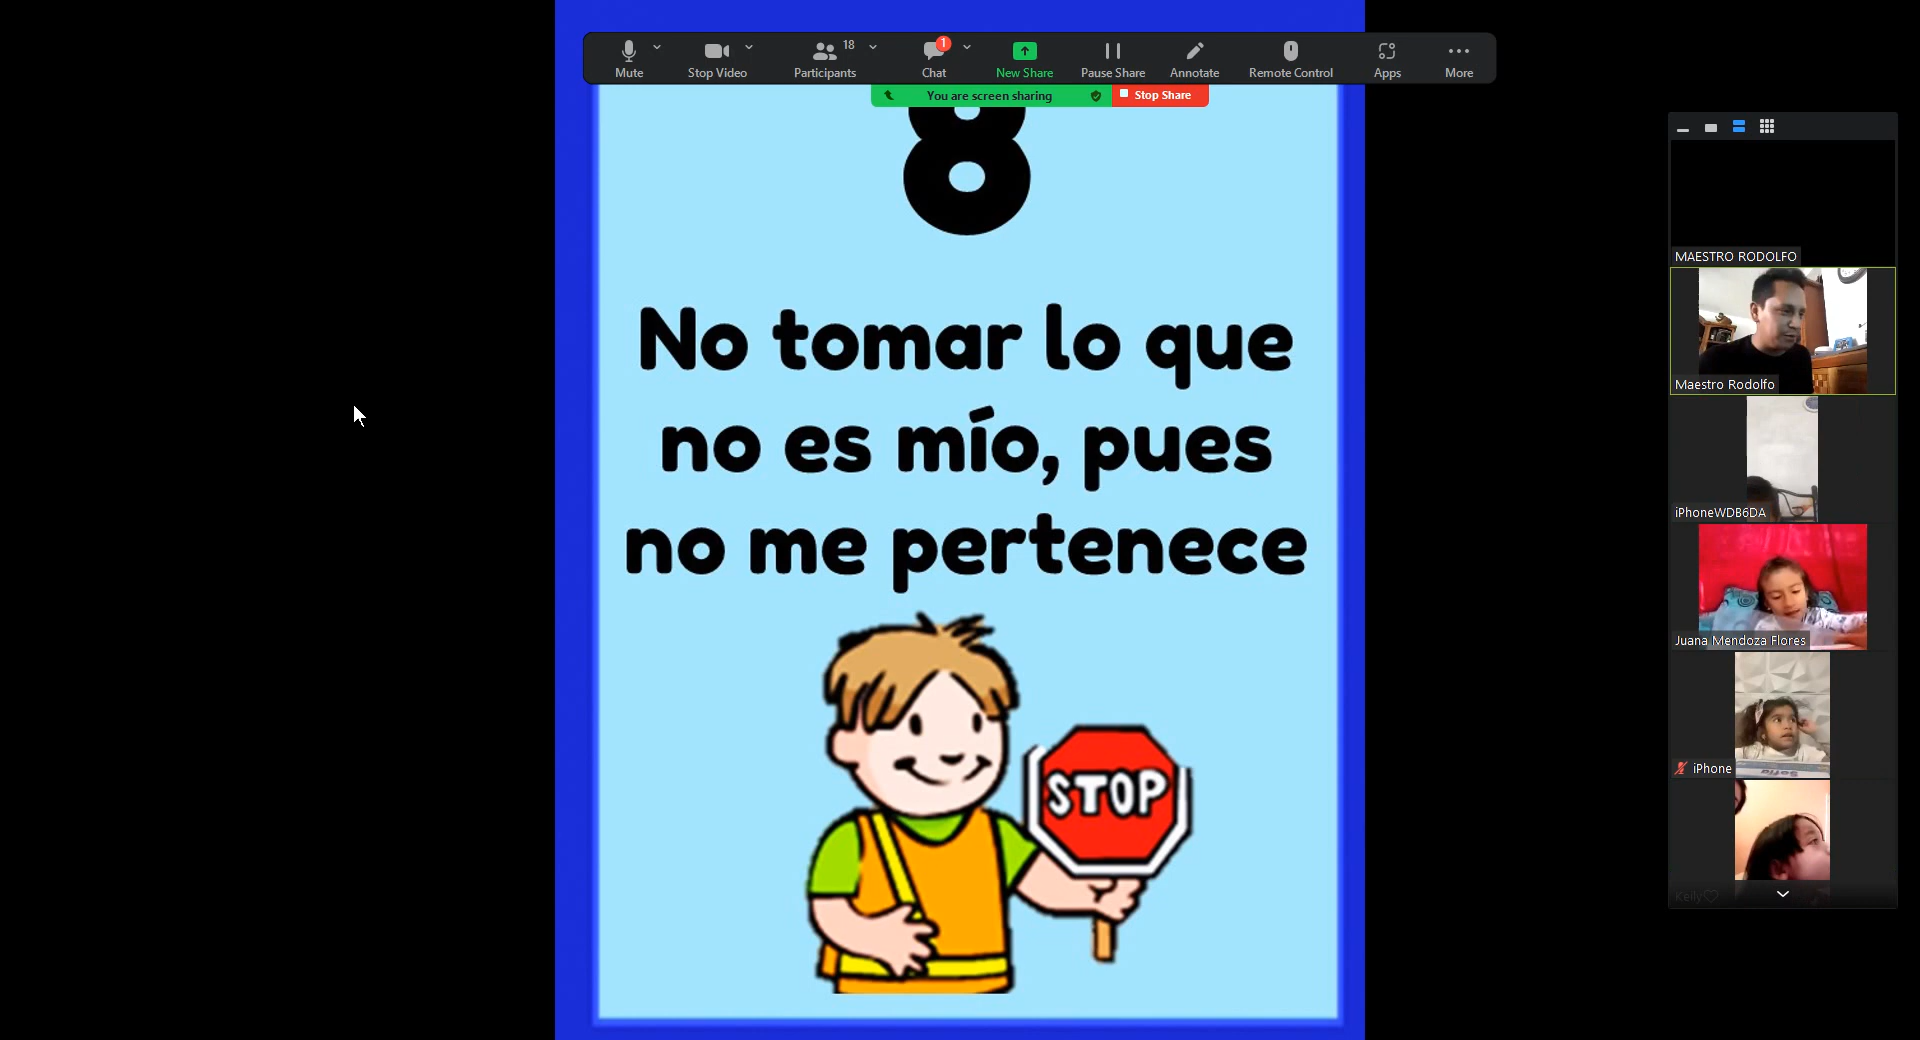 18
1
Mute
Stop Video
Participants
Chat
New Share
Pause Share
Annotate
Remote Control
Apps
More
You are screen sharing
Stop Share
8
No tomar lo que
no es mío, pues
no me pertenece
STOP
MAESTRO RODOLFO
Maestro Rodolfo
iPhoneWDB6DA
Juana Mendoza Flores
iPhone
Sofia
Keily♡